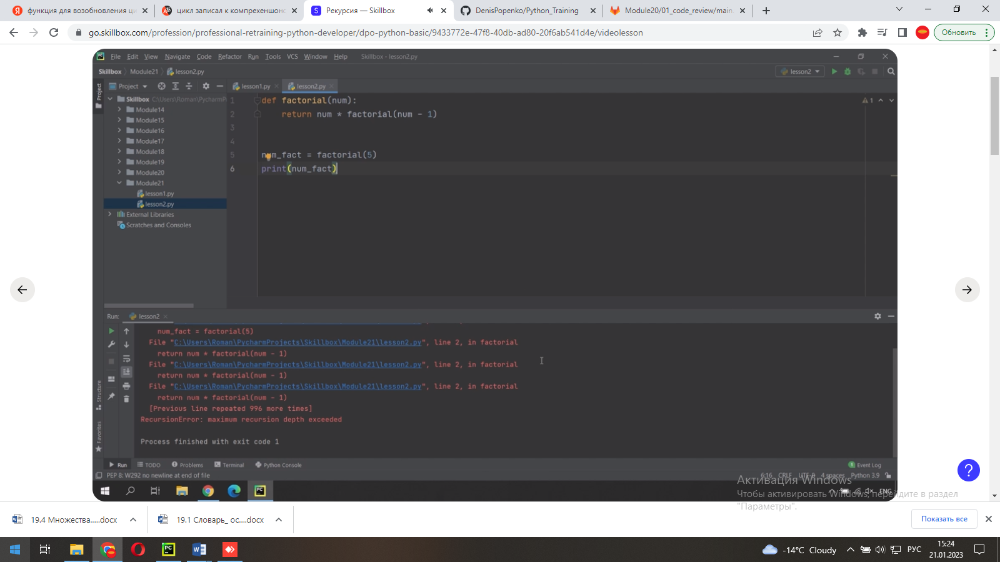 функция для возобновления ци
цикл записал к компрехеншонс
Рекурсия — Skillbox
DenisPopenko/Python_Training
Module20/01_code_review/main.
go.skillbox.com/profession/professional-retraining-python-developer/dpo-python-basic/9433772e-47f8-40db-ad80-20f6ab541d4e/videolesson
Обновить
File Edit View Navigate Code Refactor Run Tools VCS Window Help Skillbox - lesson2.py
Skillbox Module21 lesson2.py
lesson2
Project
Project
lesson1.py
lesson2.py
Skillbox C:\Users\Roman\PycharmPr
Module14
Module15
Module16
Module17
Module18
Module19
Module20
Module21
lesson1.py
lesson2.py
External Libraries
Scratches and Consoles
1 def factorial(num):
2 return num * factorial(num - 1)
3
4
5 num_fact = factorial(5)
6 print(num_fact)
1
Run: lesson2
num_fact = factorial(5)
File "C:\Users\Roman\PycharmProjects\Skillbox\Module21\lesson2.py", line 2, in factorial
return num * factorial(num - 1)
File "C:\Users\Roman\PycharmProjects\Skillbox\Module21\lesson2.py", line 2, in factorial
return num * factorial(num - 1)
File "C:\Users\Roman\PycharmProjects\Skillbox\Module21\lesson2.py", line 2, in factorial
return num * factorial(num - 1)
[Previous line repeated 996 more times]
RecursionError: maximum recursion depth exceeded
Process finished with exit code 1
Structure
Favorites
Run TODO Problems Terminal Python Console
1 Event Log
PEP 8: W292 no newline at end of file
6:16 CRLF UTF-8 4 spaces Python 3.9
ENG
Активация Windows
Чтобы активировать Windows, перейдите в раздел
"Параметры".
?
19.4 Множества.....docx
19.1 Словарь_ ос....docx
Показать все
-14°C Cloudy
РУС
15:24
21.01.2023